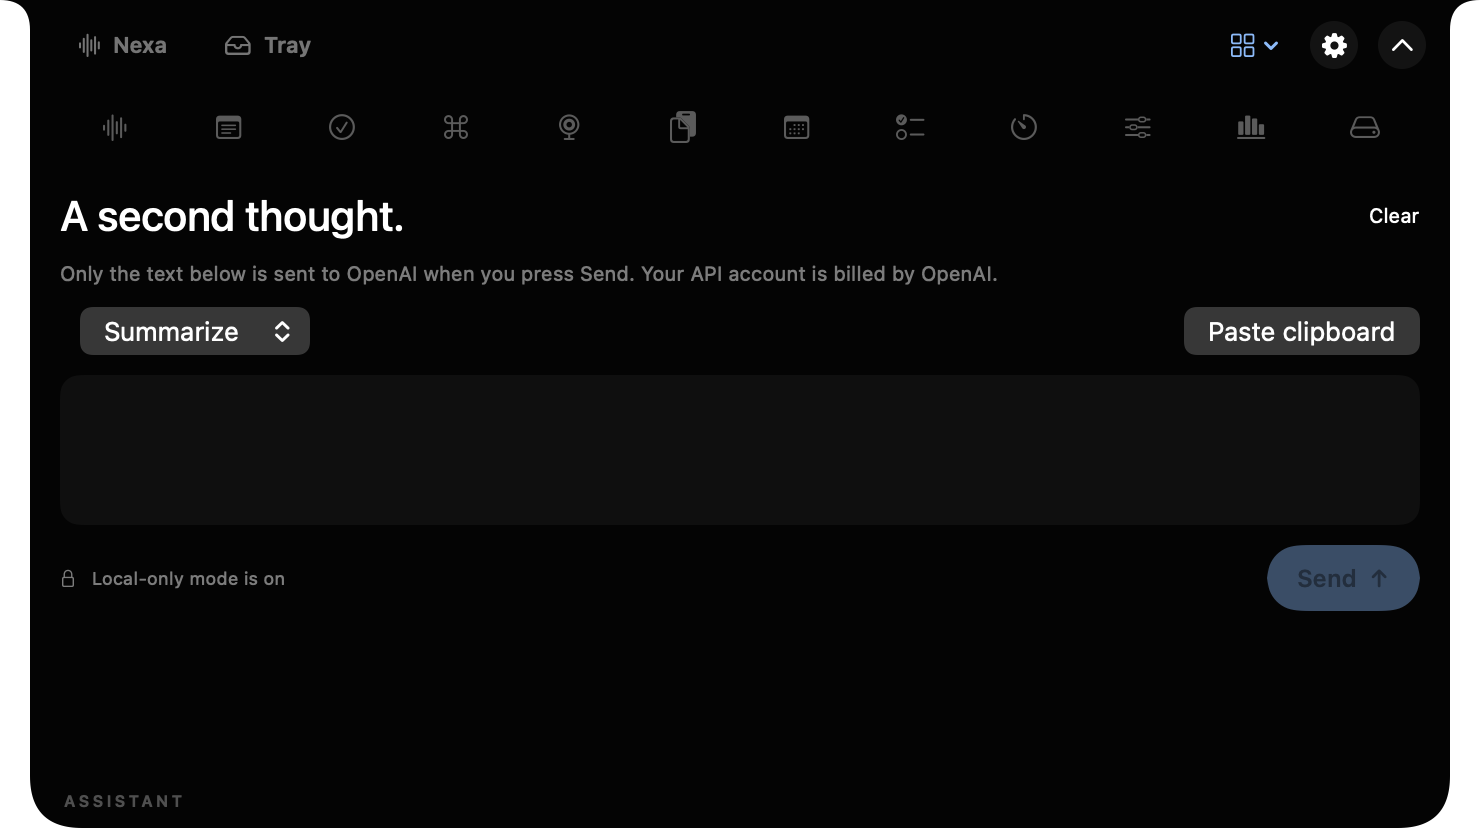 Nexa Tray
A second thought.
Clear
Only the text below is sent to OpenAI when you press Send. Your API account is billed by OpenAI.
Summarize
Paste clipboard
Local-only mode is on
Send
ASSISTANT